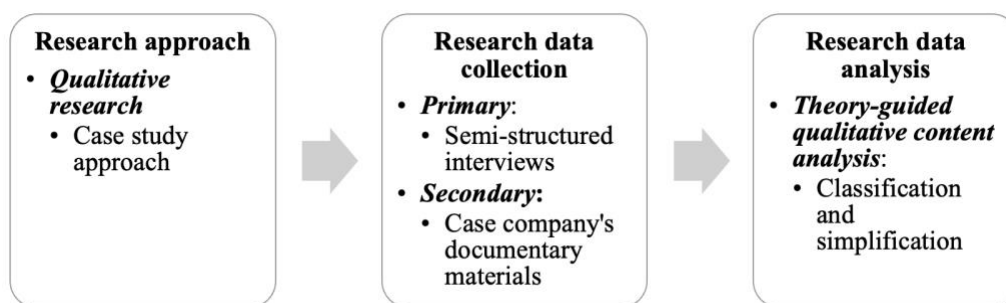 Research approach
• Qualitative
research
• Case study
approach
Research data
collection
• Primary:
• Semi-structured
interviews
• Secondary:
• Case company's
documentary
materials
Research data
analysis
• Theory-guided
qualitative content
analysis:
• Classification
and
simplification